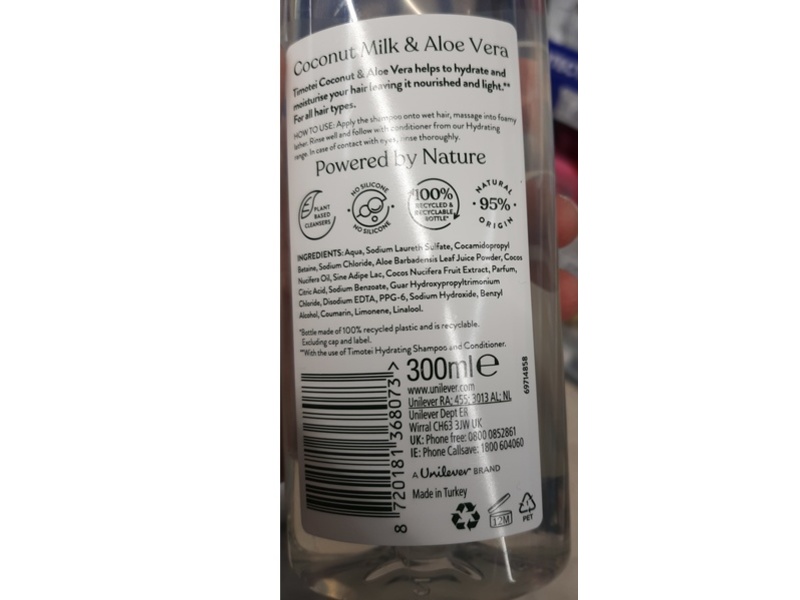 Coconut Milk & Aloe Vera
Timotei Coconut & Aloe Vera helps to hydrate and
moisturise your hair leaving it nourished and light.**
For all hair types.
HOW TO USE: Apply the shampoo onto wet hair, massage into foamy
lather. Rinse well and follow with conditioner from our Hydrating
range. In case of contact with eyes, rinse thoroughly.
Powered by Nature
PLANT
BASED
CLEANSERS
NO SILICONE
NO SILICONE
100%
RECYCLED &
RECYCLABLE
BOTTLE*
NATURAL
• 95% •
ORIGIN
INGREDIENTS: Aqua, Sodium Laureth Sulfate, Cocamidopropyl
Betaine, Sodium Chloride, Aloe Barbadensis Leaf Juice Powder, Cocos
Nucifera Oil, Sine Adipe Lac, Cocos Nucifera Fruit Extract, Parfum,
Citric Acid, Sodium Benzoate, Guar Hydroxypropyltrimonium
Chloride, Disodium EDTA, PPG-6, Sodium Hydroxide, Benzyl
Alcohol, Coumarin, Limonene, Linalool.
*Bottle made of 100% recycled plastic and is recyclable.
Excluding cap and label.
**With the use of Timotei Hydrating Shampoo and Conditioner.
300ml e
www.unilever.com
Unilever RA; 455; 3013 AL; NL
Unilever Dept ER
Wirral CH63 3JW UK
UK: Phone free: 0800 0852861
IE: Phone Callsave: 1800 604060
A Unilever BRAND
Made in Turkey
69714858
8 720181 368073 >
12M
PET